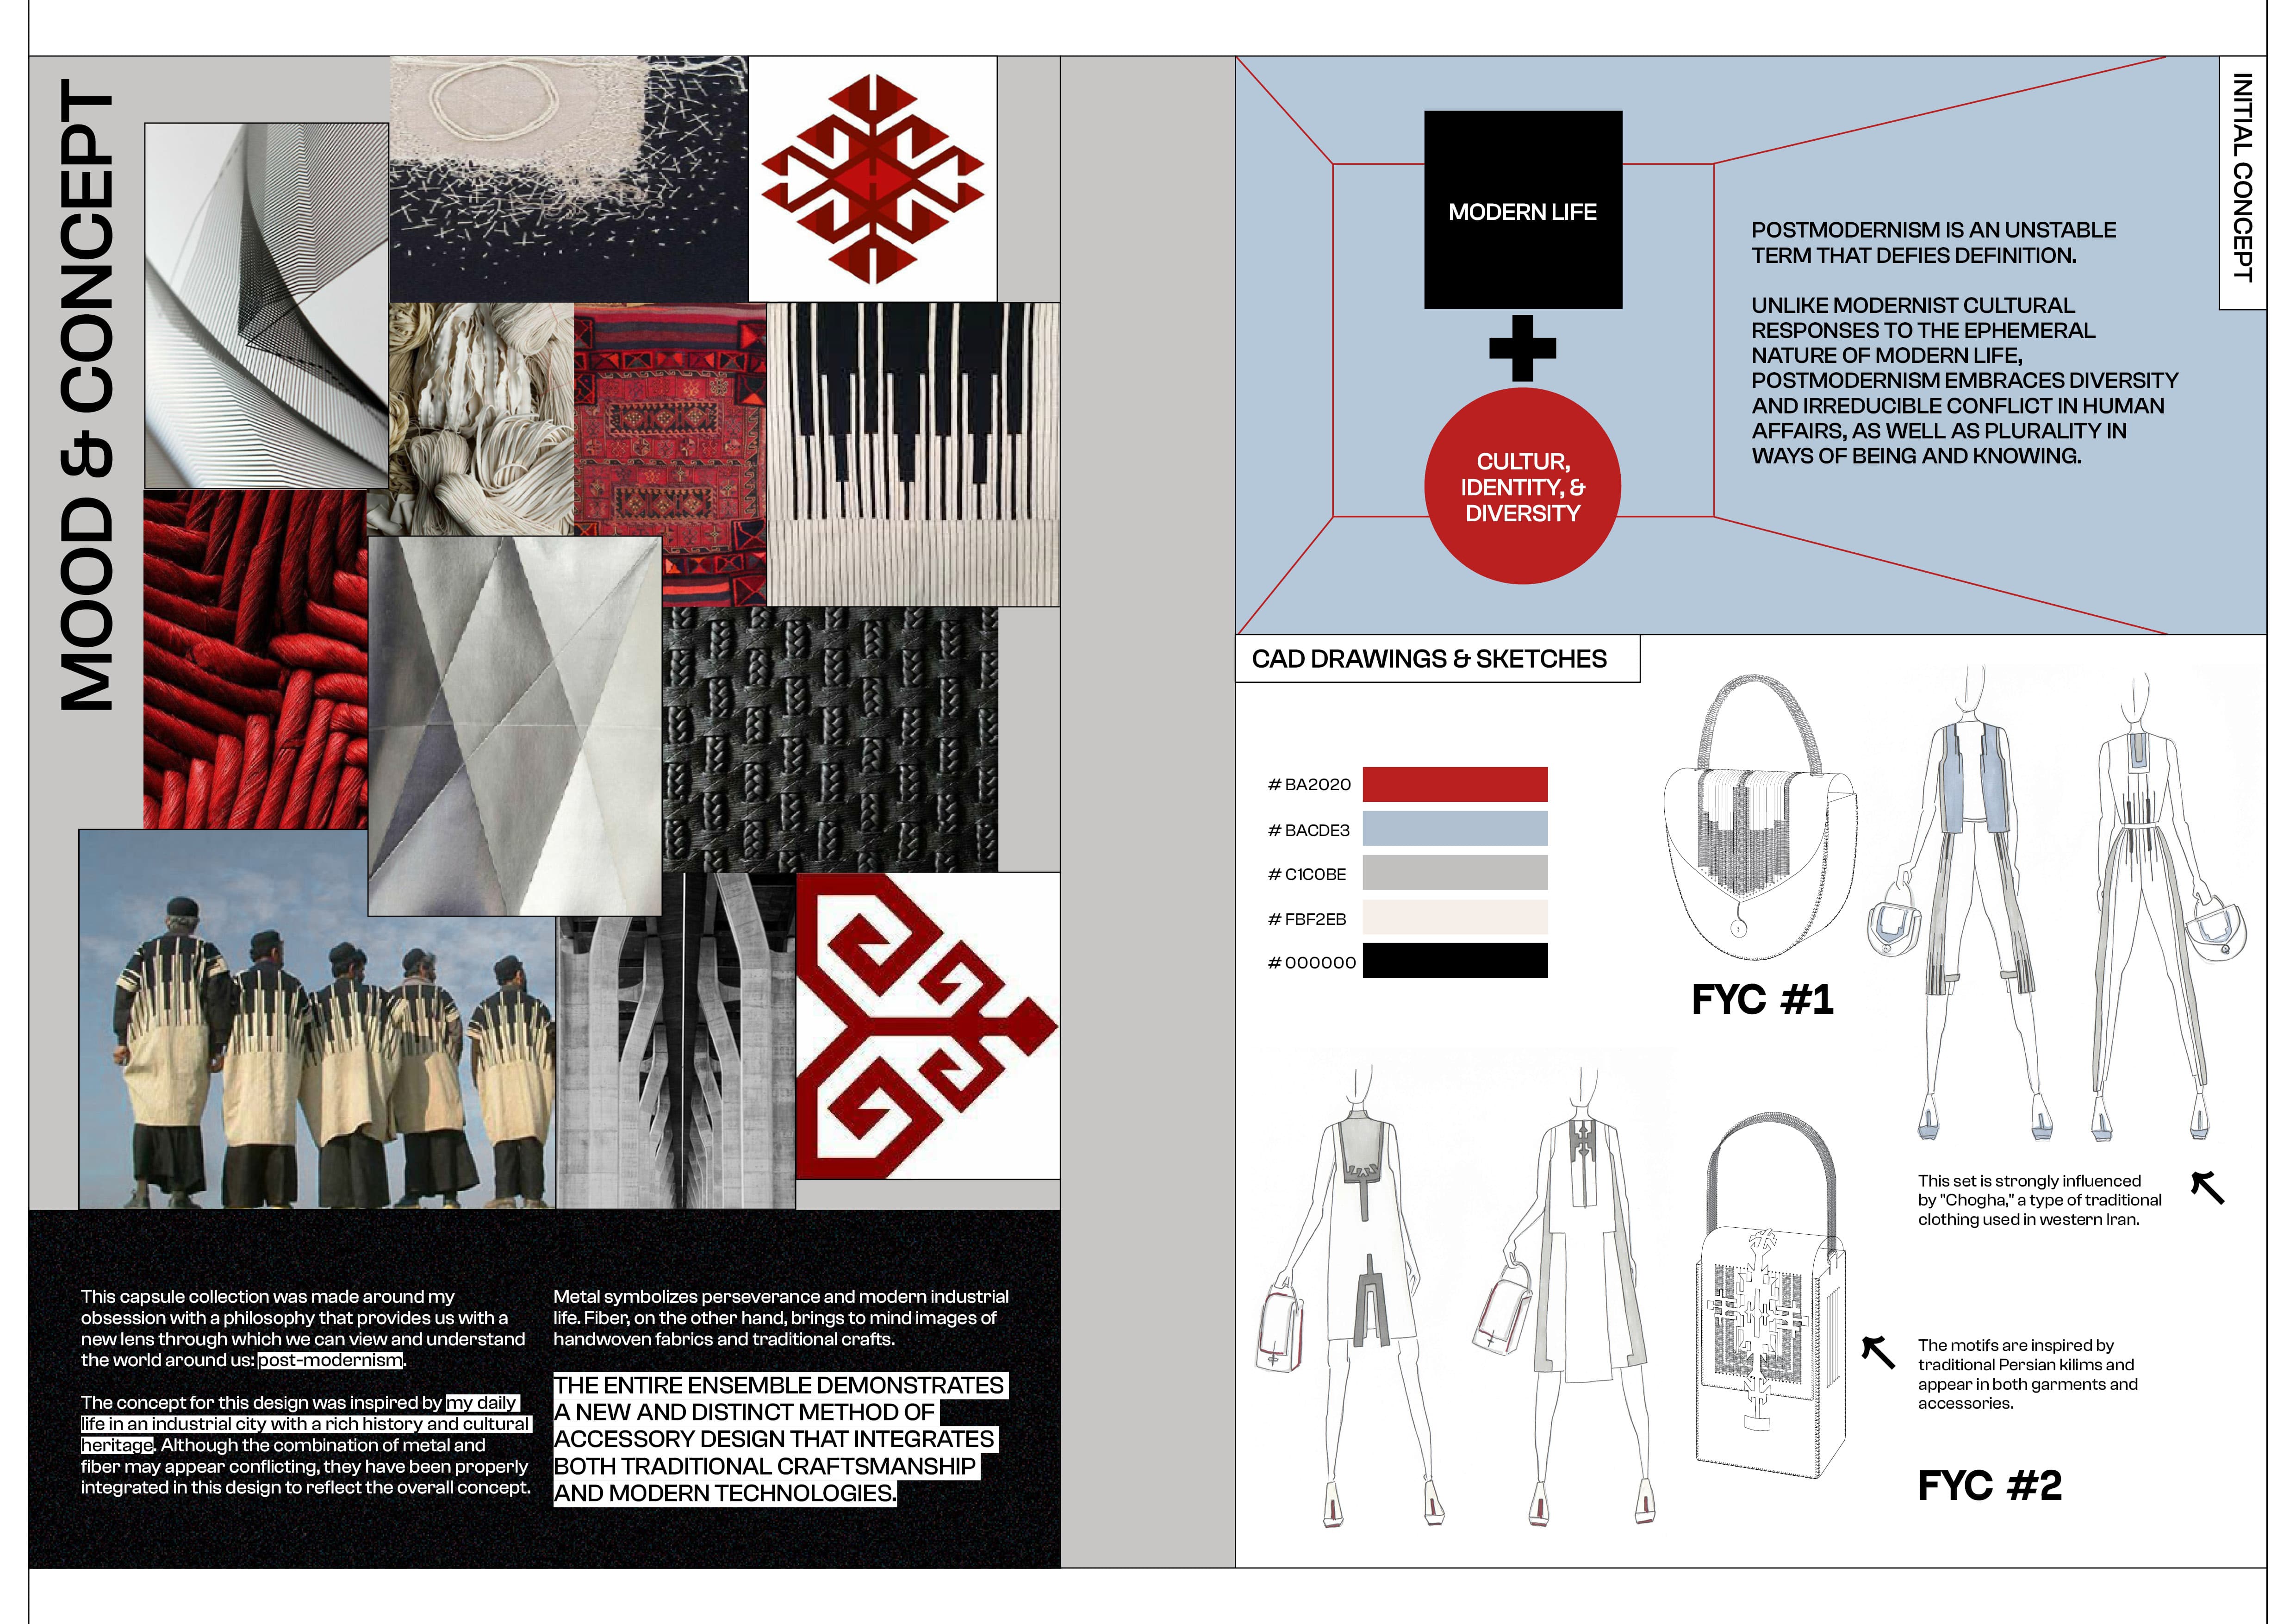 MOOD & CONCEPT
This capsule collection was made around my
obsession with a philosophy that provides us with a
new lens through which we can view and understand
the world around us: post-modernism.
The concept for this design was inspired by my daily
life in an industrial city with a rich history and cultural
heritage. Although the combination of metal and
fiber may appear conflicting, they have been properly
integrated in this design to reflect the overall concept.
Metal symbolizes perseverance and modern industrial
life. Fiber, on the other hand, brings to mind images of
handwoven fabrics and traditional crafts.
THE ENTIRE ENSEMBLE DEMONSTRATES
A NEW AND DISTINCT METHOD OF
ACCESSORY DESIGN THAT INTEGRATES
BOTH TRADITIONAL CRAFTSMANSHIP
AND MODERN TECHNOLOGIES.
INITIAL CONCEPT
MODERN LIFE
CULTUR,
IDENTITY, &
DIVERSITY
POSTMODERNISM IS AN UNSTABLE
TERM THAT DEFIES DEFINITION.
UNLIKE MODERNIST CULTURAL
RESPONSES TO THE EPHEMERAL
NATURE OF MODERN LIFE,
POSTMODERNISM EMBRACES DIVERSITY
AND IRREDUCIBLE CONFLICT IN HUMAN
AFFAIRS, AS WELL AS PLURALITY IN
WAYS OF BEING AND KNOWING.
CAD DRAWINGS & SKETCHES
# BA2020
# BACDE3
# C1C0BE
# FBF2EB
# 000000
FYC #1
This set is strongly influenced
by "Chogha," a type of traditional
clothing used in western Iran.
The motifs are inspired by
traditional Persian kilims and
appear in both garments and
accessories.
FYC #2